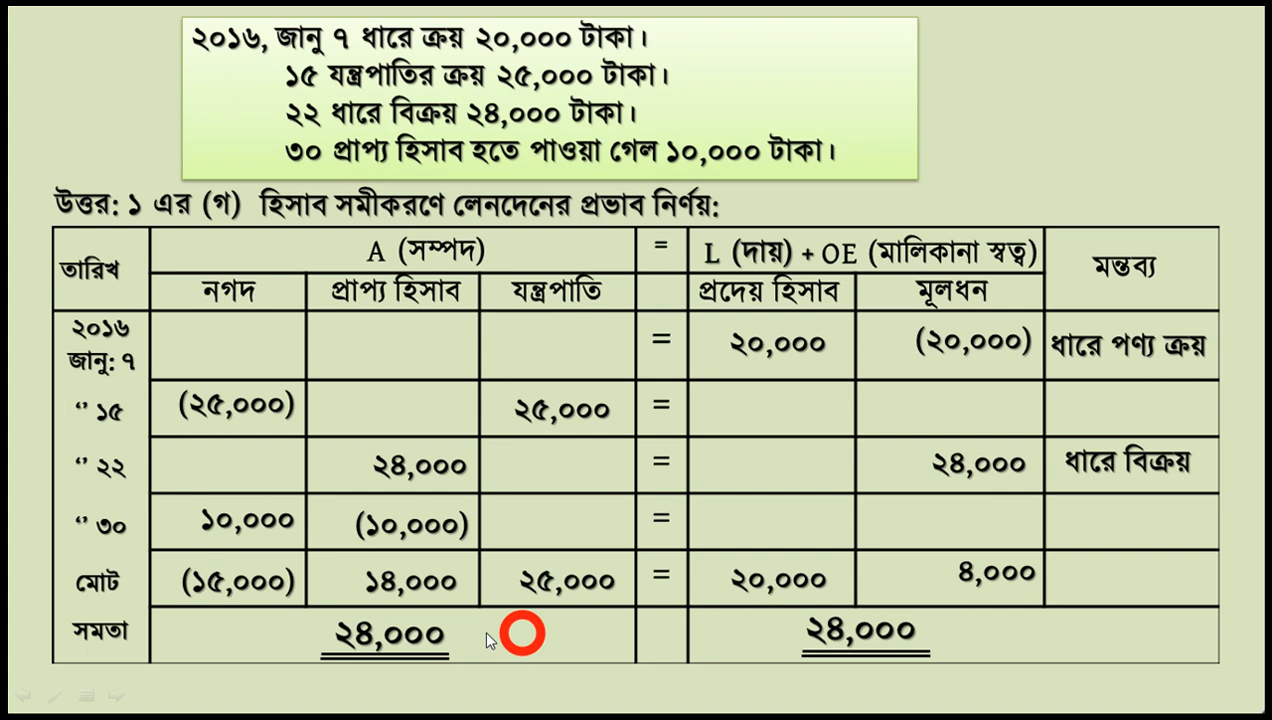 ২০১৬, জানু ৭ ধারে ক্রয় ২০,০০০ টাকা।
১৫ যন্ত্রপাতির ক্রয় ২৫,০০০ টাকা।
২২ ধারে বিক্রয় ২৪,০০০ টাকা।
৩০ প্রাপ্য হিসাব হতে পাওয়া গেল ১০,০০০ টাকা।
উত্তর: ১ এর (গ) হিসাব সমীকরণে লেনদেনের প্রভাব নির্ণয়:
তারিখ A (সম্পদ) = L (দায়) + OE (মালিকানা স্বত্ব) মন্তব্য
নগদ প্রাপ্য হিসাব যন্ত্রপাতি প্রদেয় হিসাব মূলধন
২০১৬
জানু: ৭ = ২০,০০০ (২০,০০০) ধারে পণ্য ক্রয়
‘’ ১৫ (২৫,০০০) ২৫,০০০ =
‘’ ২২ ২৪,০০০ = ২৪,০০০ ধারে বিক্রয়
‘’ ৩০ ১০,০০০ (১০,০০০) =
মোট (১৫,০০০) ১৪,০০০ ২৫,০০০ = ২০,০০০ ৪,০০০
সমতা ২৪,০০০ ২৪,০০০